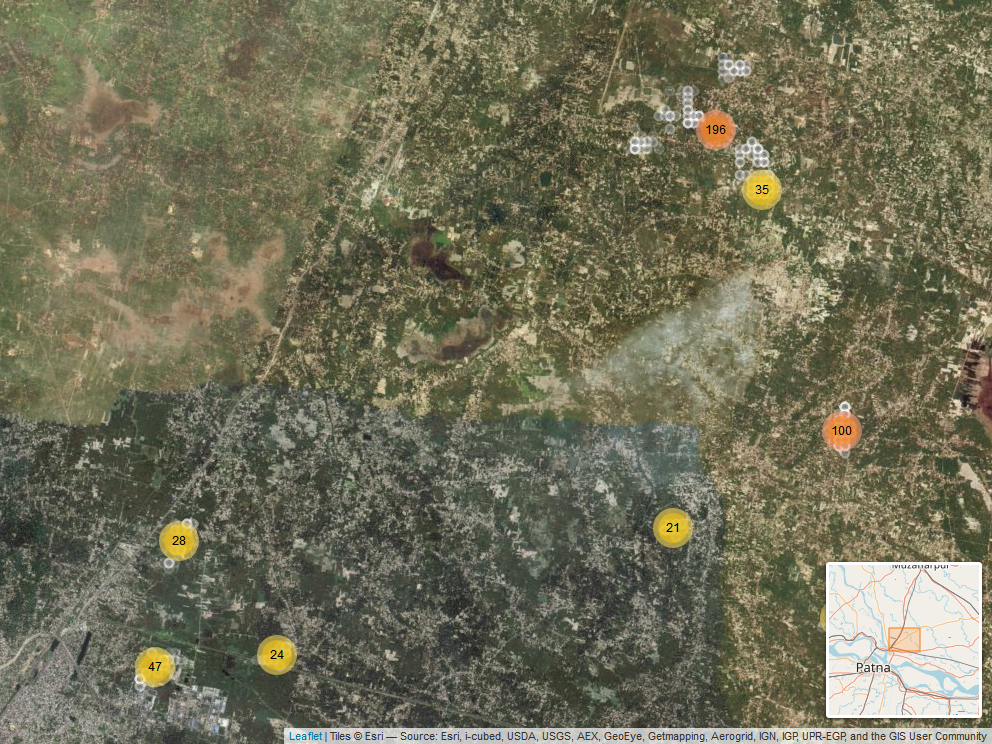 196
35
100
28
21
24
47
Muzaffarpur
Patna
Leaflet | Tiles © Esri — Source: Esri, i-cubed, USDA, USGS, AEX, GeoEye, Getmapping, Aerogrid, IGN, IGP, UPR-EGP, and the GIS User Community